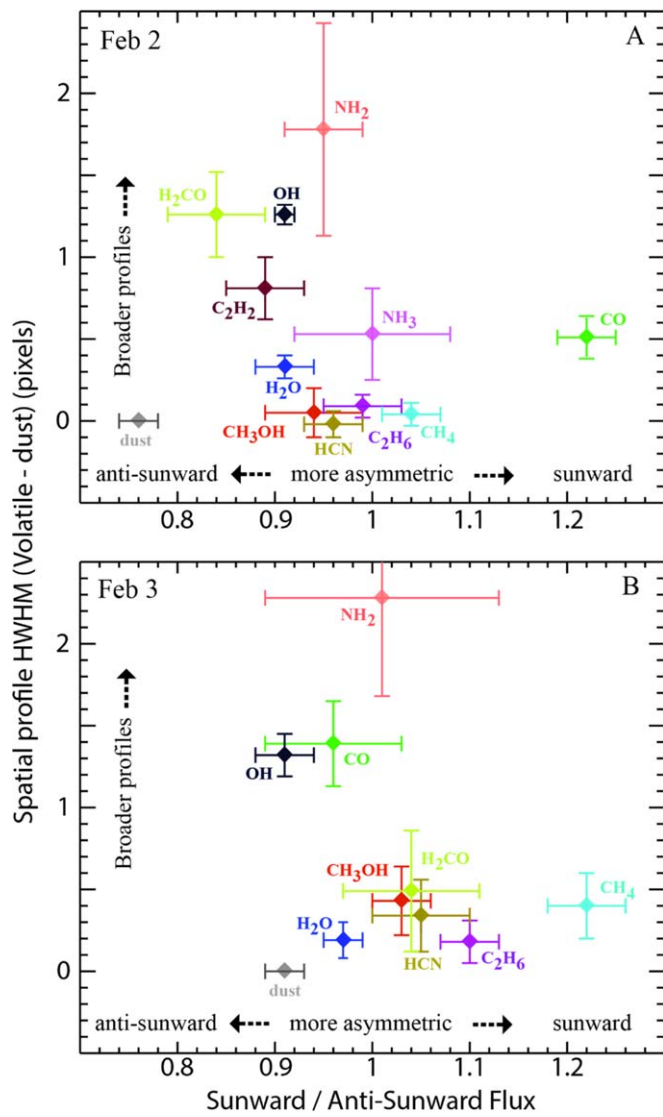 Feb 2
A
2
1
0
NH2
H2CO
OH
C2H2
NH3
CO
H2O
CH3OH
HCN
C2H6
CH4
dust
Broader profiles
anti-sunward more asymmetric sunward
0.8 0.9 1 1.1 1.2
Spatial profile HWHM (Volatile - dust) (pixels)
Feb 3
B
2
1
0
NH2
CO
OH
H2CO
CH3OH
CH4
H2O
HCN
C2H6
dust
Broader profiles
anti-sunward more asymmetric sunward
0.8 0.9 1 1.1 1.2
Sunward / Anti-Sunward Flux